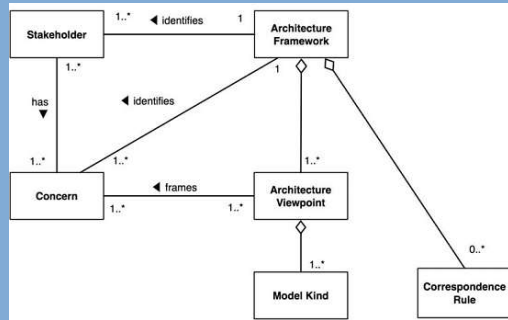 1..*
◀ identifies
1
Stakeholder
Architecture
Framework
1..*
1
has
▼
◀ identifies
1..*
1..*
1..*
◀ frames
Concern
Architecture
Viewpoint
1..*
1..*
0..*
1..*
Model Kind
Correspondence
Rule